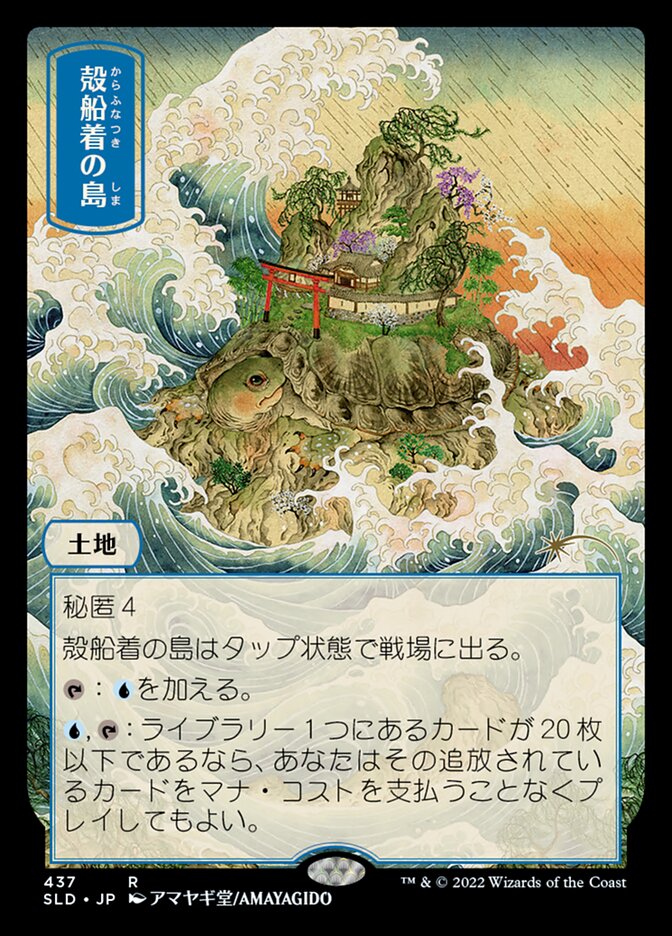 殻船着の島
からふなつき しま
土地
秘匿4
殻船着の島はタップ状態で戦場に出る。
:を加える。
,:ライブラリー1つにあるカードが20枚
以下であるなら、あなたはその追放されてい
るカードをマナ・コストを支払うことなくプ
レイしてもよい。
437 R
SLD • JP アマヤギ堂/AMAYAGIDO
™ & © 2022 Wizards of the Coast